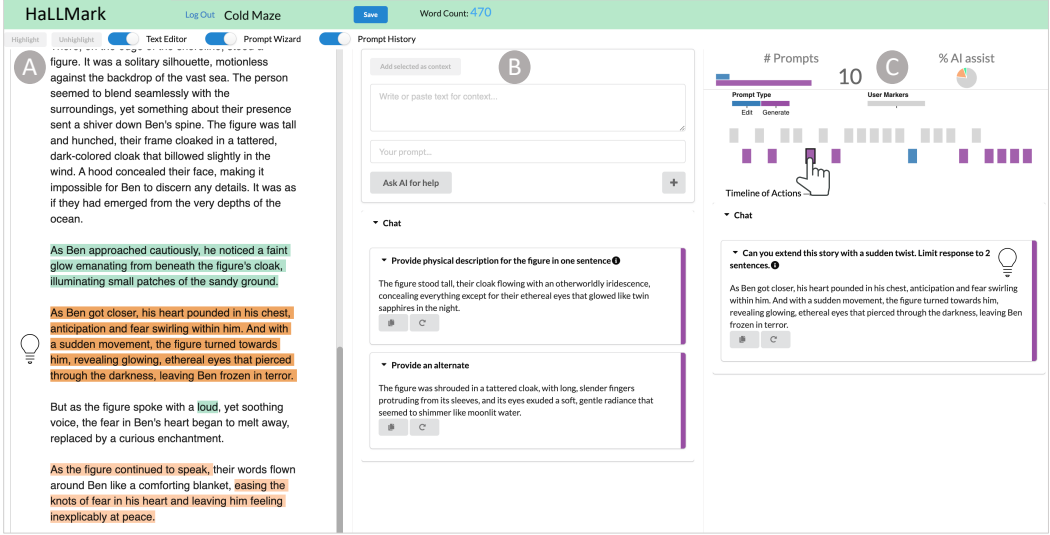 HaLLMark
Log Out
Cold Maze
Save
Word Count: 470
Highlight
Unhighlight
Text Editor
Prompt Wizard
Prompt History
A
figure. It was a solitary silhouette, motionless
against the backdrop of the vast sea. The person
seemed to blend seamlessly with the
surroundings, yet something about their presence
sent a shiver down Ben's spine. The figure was tall
and hunched, their frame cloaked in a tattered,
dark-colored cloak that billowed slightly in the
wind. A hood concealed their face, making it
impossible for Ben to discern any details. It was as
if they had emerged from the very depths of the
ocean.
As Ben approached cautiously, he noticed a faint
glow emanating from beneath the figure's cloak,
illuminating small patches of the sandy ground.
As Ben got closer, his heart pounded in his chest,
anticipation and fear swirling within him. And with
a sudden movement, the figure turned towards
him, revealing glowing, ethereal eyes that pierced
through the darkness, leaving Ben frozen in terror.
But as the figure spoke with a loud, yet soothing
voice, the fear in Ben's heart began to melt away,
replaced by a curious enchantment.
As the figure continued to speak, their words flown
around Ben like a comforting blanket, easing the
knots of fear in his heart and leaving him feeling
inexplicably at peace.
Add selected as context
B
Write or paste text for context...
Your prompt...
Ask AI for help
+
Chat
Provide physical description for the figure in one sentence
The figure stood tall, their cloak flowing with an otherworldly iridescence,
concealing everything except for their ethereal eyes that glowed like twin
sapphires in the night.
Provide an alternate
The figure was shrouded in a tattered cloak, with long, slender fingers
protruding from its sleeves, and its eyes exuded a soft, gentle radiance that
seemed to shimmer like moonlit water.
# Prompts
10
C
% AI assist
Prompt Type
Edit
Generate
User Markers
Timeline of Actions
Chat
Can you extend this story with a sudden twist. Limit response to 2
sentences.
As Ben got closer, his heart pounded in his chest, anticipation and fear swirling
within him. And with a sudden movement, the figure turned towards him,
revealing glowing, ethereal eyes that pierced through the darkness, leaving Ben
frozen in terror.